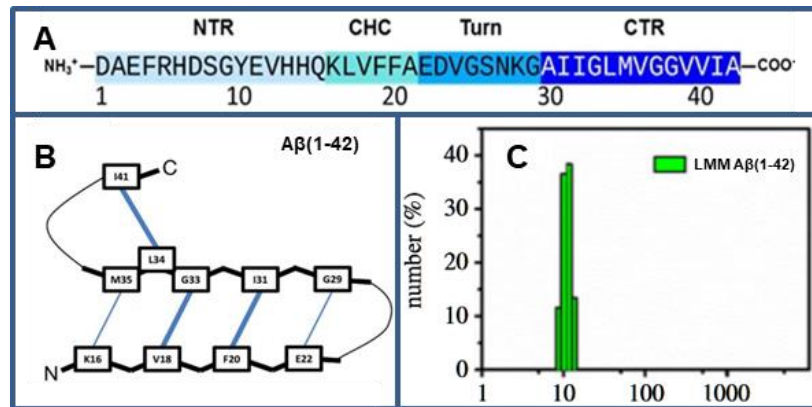 A
NTR CHC Turn CTR
NH₃⁺—DAEFRHDSGYEVHHQKLVFFAEDVGSNKGAIIGLMVGGVVIA—COO⁻
1 10 20 30 40
B
Aβ(1-42)
I41 C
L34
M35 G33 I31 G29
N K16 V18 F20 E22
C
LMM Aβ(1-42)
number (%)
40
30
20
10
0
1 10 100 1000